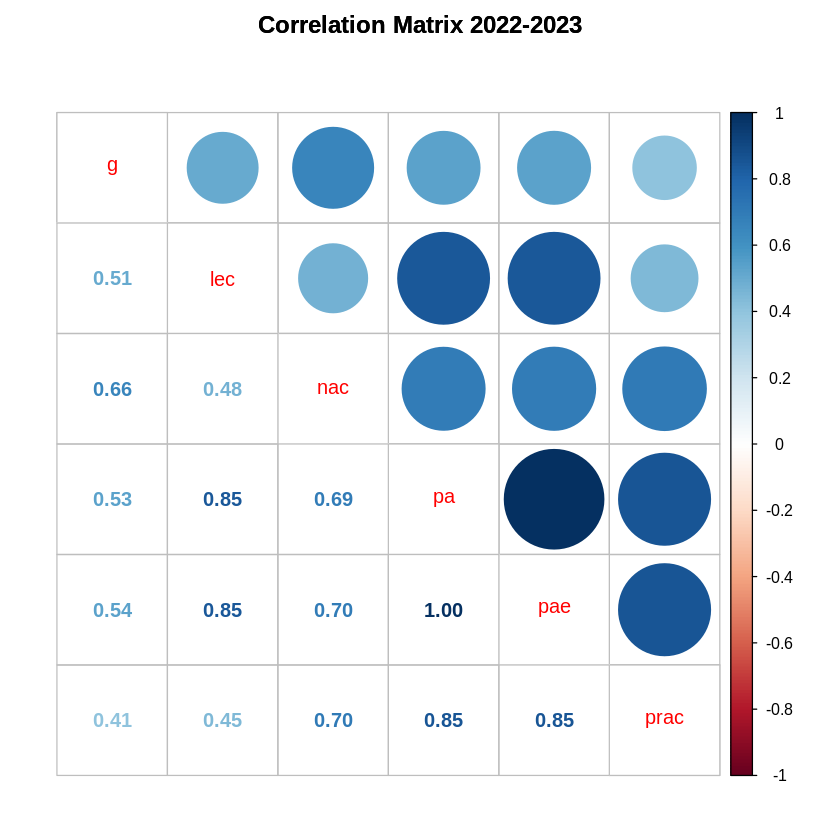 Correlation Matrix 2022-2023
g
0.51 lec
0.66 0.48 nac
0.53 0.85 0.69 pa
0.54 0.85 0.70 1.00 pae
0.41 0.45 0.70 0.85 0.85 prac
1
0.8
0.6
0.4
0.2
0
-0.2
-0.4
-0.6
-0.8
-1